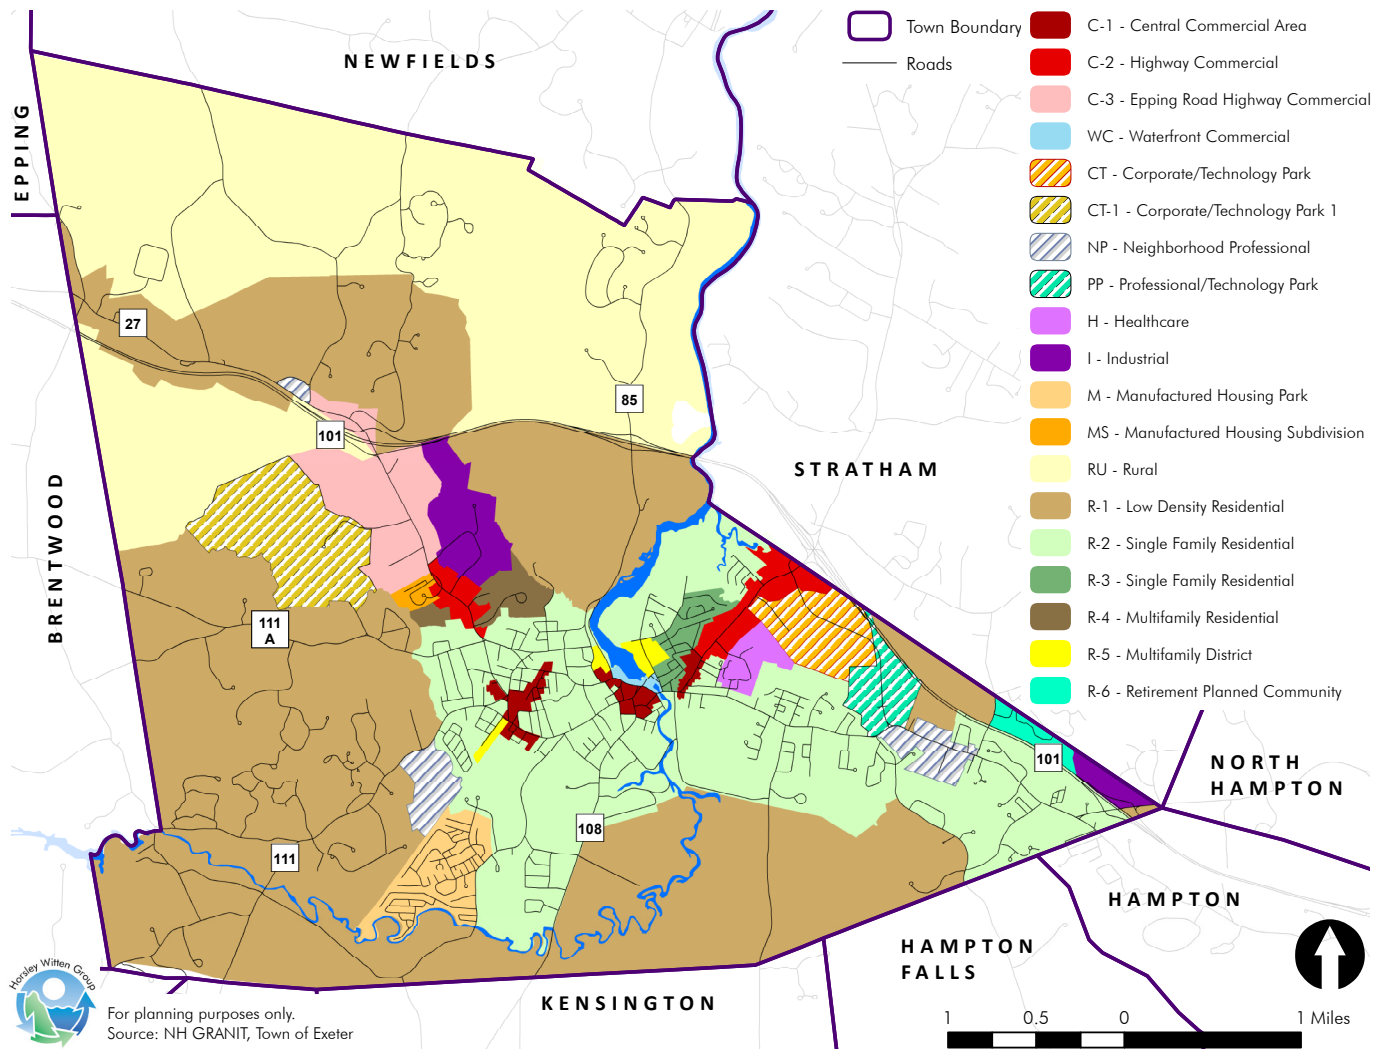 NEWFIELDS
EPPING
BRENTWOOD
STRATHAM
NORTH
HAMPTON
HAMPTON
HAMPTON
FALLS
KENSINGTON
27
85
101
111
A
111
108
101
Town Boundary
Roads
C-1 - Central Commercial Area
C-2 - Highway Commercial
C-3 - Epping Road Highway Commercial
WC - Waterfront Commercial
CT - Corporate/Technology Park
CT-1 - Corporate/Technology Park 1
NP - Neighborhood Professional
PP - Professional/Technology Park
H - Healthcare
I - Industrial
M - Manufactured Housing Park
MS - Manufactured Housing Subdivision
RU - Rural
R-1 - Low Density Residential
R-2 - Single Family Residential
R-3 - Single Family Residential
R-4 - Multifamily Residential
R-5 - Multifamily District
R-6 - Retirement Planned Community
Horsley Witten Group
For planning purposes only.
Source: NH GRANIT, Town of Exeter
1 0.5 0 1 Miles